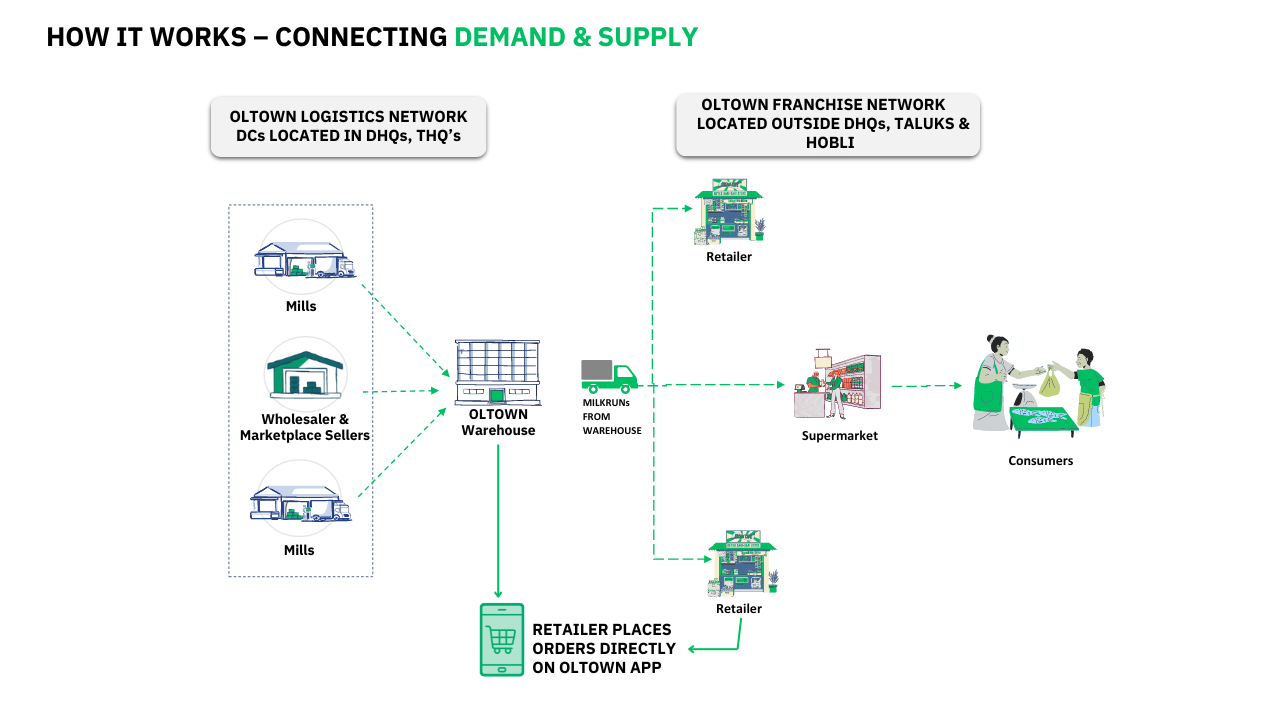 HOW IT WORKS – CONNECTING DEMAND & SUPPLY
OLTOWN LOGISTICS NETWORK
DCs LOCATED IN DHQs, THQ’s
OLTOWN FRANCHISE NETWORK
LOCATED OUTSIDE DHQs, TALUKS &
HOBLI
Retailer
Mills
Wholesaler &
Marketplace Sellers
Mills
OLTOWN
Warehouse
MILKRUNs
FROM
WAREHOUSE
Supermarket
Consumers
Retailer
RETAILER PLACES
ORDERS DIRECTLY
ON OLTOWN APP